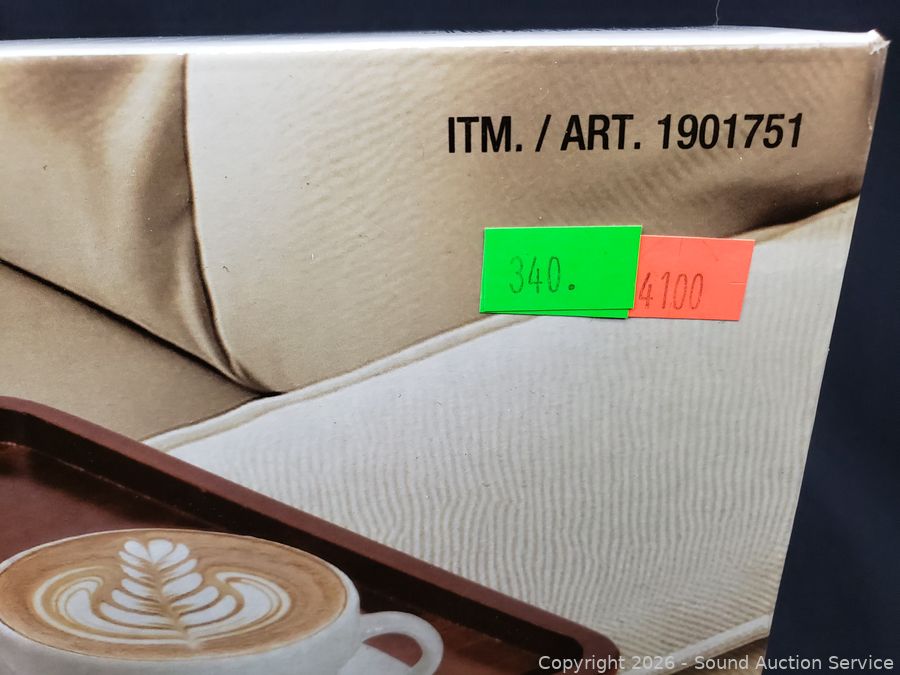 ITM. / ART. 1901751
340.
4100
Copyright 2026 - Sound Auction Service